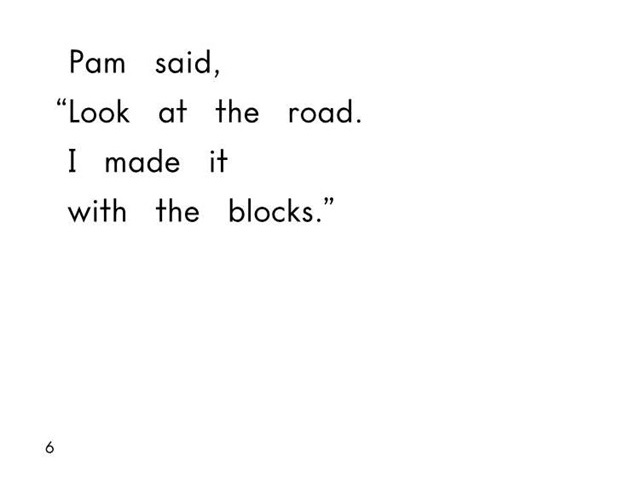 Pam said,
“Look at the road.
I made it
with the blocks.”
6